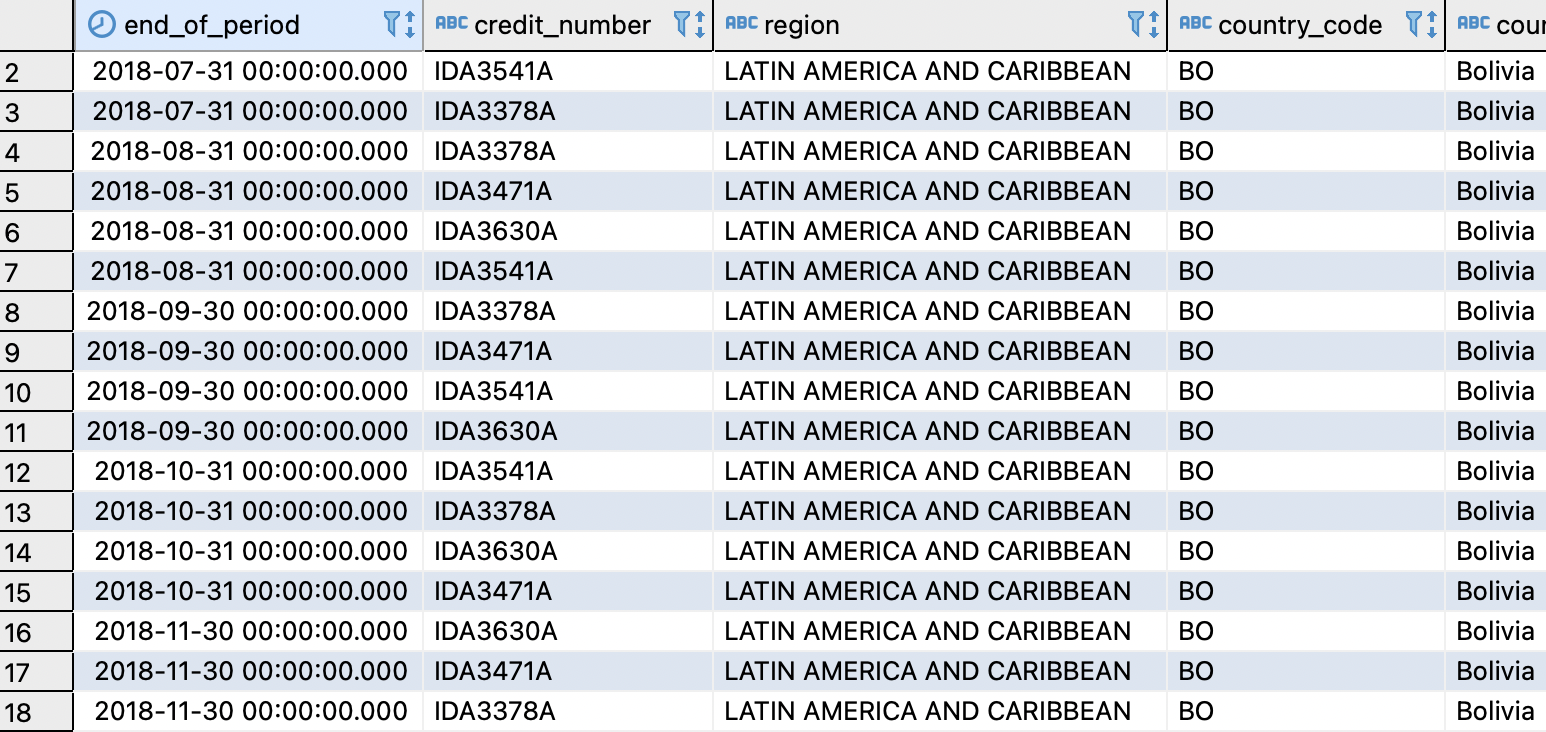 end_of_period ABC credit_number ABC region ABC country_code ABC cour
2 2018-07-31 00:00:00.000 IDA3541A LATIN AMERICA AND CARIBBEAN BO Bolivia
3 2018-07-31 00:00:00.000 IDA3378A LATIN AMERICA AND CARIBBEAN BO Bolivia
4 2018-08-31 00:00:00.000 IDA3378A LATIN AMERICA AND CARIBBEAN BO Bolivia
5 2018-08-31 00:00:00.000 IDA3471A LATIN AMERICA AND CARIBBEAN BO Bolivia
6 2018-08-31 00:00:00.000 IDA3630A LATIN AMERICA AND CARIBBEAN BO Bolivia
7 2018-08-31 00:00:00.000 IDA3541A LATIN AMERICA AND CARIBBEAN BO Bolivia
8 2018-09-30 00:00:00.000 IDA3378A LATIN AMERICA AND CARIBBEAN BO Bolivia
9 2018-09-30 00:00:00.000 IDA3471A LATIN AMERICA AND CARIBBEAN BO Bolivia
10 2018-09-30 00:00:00.000 IDA3541A LATIN AMERICA AND CARIBBEAN BO Bolivia
11 2018-09-30 00:00:00.000 IDA3630A LATIN AMERICA AND CARIBBEAN BO Bolivia
12 2018-10-31 00:00:00.000 IDA3541A LATIN AMERICA AND CARIBBEAN BO Bolivia
13 2018-10-31 00:00:00.000 IDA3378A LATIN AMERICA AND CARIBBEAN BO Bolivia
14 2018-10-31 00:00:00.000 IDA3630A LATIN AMERICA AND CARIBBEAN BO Bolivia
15 2018-10-31 00:00:00.000 IDA3471A LATIN AMERICA AND CARIBBEAN BO Bolivia
16 2018-11-30 00:00:00.000 IDA3630A LATIN AMERICA AND CARIBBEAN BO Bolivia
17 2018-11-30 00:00:00.000 IDA3471A LATIN AMERICA AND CARIBBEAN BO Bolivia
18 2018-11-30 00:00:00.000 IDA3378A LATIN AMERICA AND CARIBBEAN BO Bolivia